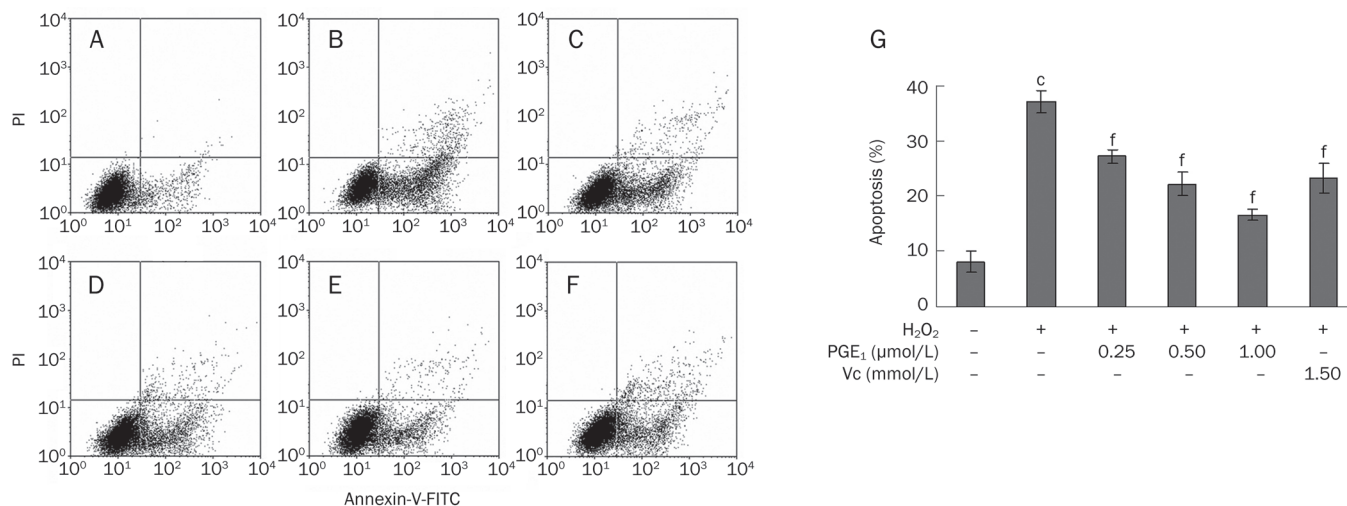 A
B
C
PI
10⁴
10³
10²
10¹
10⁰
10⁰ 10¹ 10² 10³ 10⁴
10⁴
10³
10²
10¹
10⁰
10⁰ 10¹ 10² 10³ 10⁴
10⁴
10³
10²
10¹
10⁰
10⁰ 10¹ 10² 10³ 10⁴
D
E
F
PI
10⁴
10³
10²
10¹
10⁰
10⁰ 10¹ 10² 10³ 10⁴
10⁴
10³
10²
10¹
10⁰
10⁰ 10¹ 10² 10³ 10⁴
10⁴
10³
10²
10¹
10⁰
10⁰ 10¹ 10² 10³ 10⁴
Annexin-V-FITC
G
Apoptosis (%)
40
30
20
10
0
c
f
f
f
f
H₂O₂ – + + + + +
PGE₁ (μmol/L) – – 0.25 0.50 1.00 –
Vc (mmol/L) – – – – – 1.50